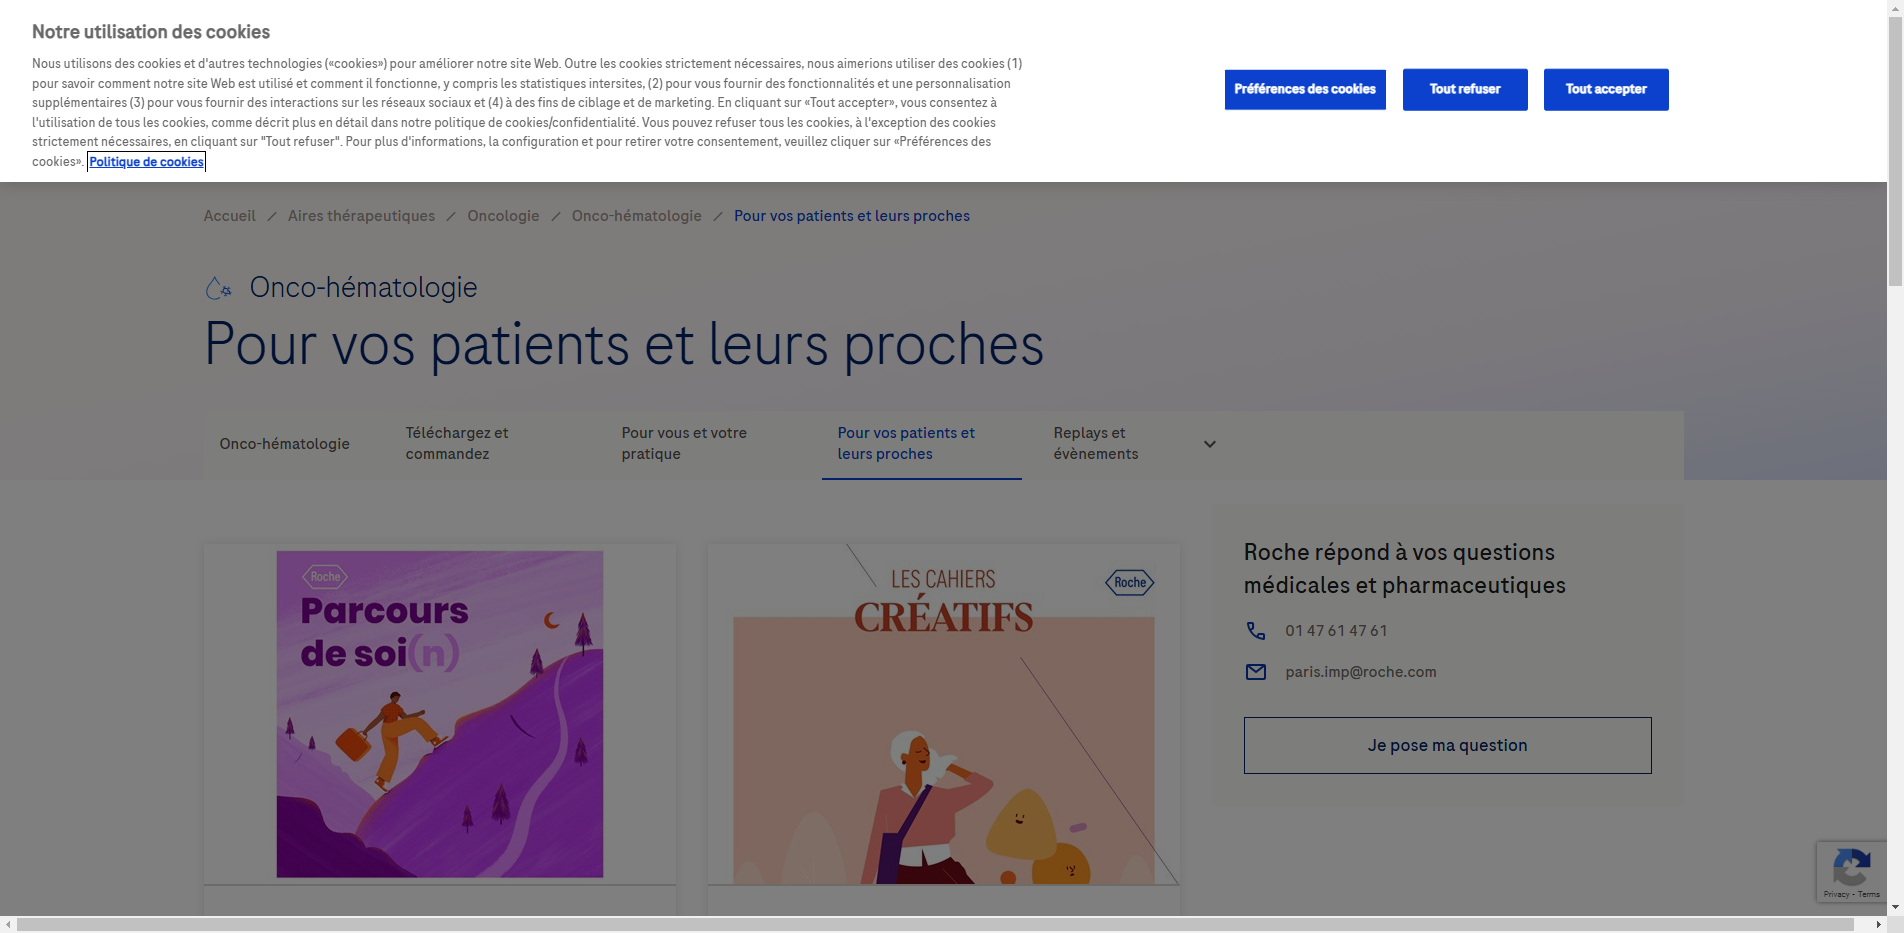 Notre utilisation des cookies
Nous utilisons des cookies et d'autres technologies («cookies») pour améliorer notre site Web. Outre les cookies strictement nécessaires, nous aimerions utiliser des cookies (1)
pour savoir comment notre site Web est utilisé et comment il fonctionne, y compris les statistiques intersites, (2) pour vous fournir des fonctionnalités et une personnalisation
supplémentaires (3) pour vous fournir des interactions sur les réseaux sociaux et (4) à des fins de ciblage et de marketing. En cliquant sur «Tout accepter», vous consentez à
l'utilisation de tous les cookies, comme décrit plus en détail dans notre politique de cookies/confidentialité. Vous pouvez refuser tous les cookies, à l'exception des cookies
strictement nécessaires, en cliquant sur "Tout refuser". Pour plus d'informations, la configuration et pour retirer votre consentement, veuillez cliquer sur «Préférences des
cookies». Politique de cookies
Préférences des cookies
Tout refuser
Tout accepter
Accueil / Aires thérapeutiques / Oncologie / Onco-hématologie / Pour vos patients et leurs proches
Onco-hématologie
Pour vos patients et leurs proches
Onco-hématologie
Téléchargez et
commandez
Pour vous et votre
pratique
Pour vos patients et
leurs proches
Replays et
évènements
Roche
Parcours
de soi(n)
LES CAHIERS
CRÉATIFS
Roche
Roche répond à vos questions
médicales et pharmaceutiques
01 47 61 47 61
paris.imp@roche.com
Je pose ma question
Privacy - Terms